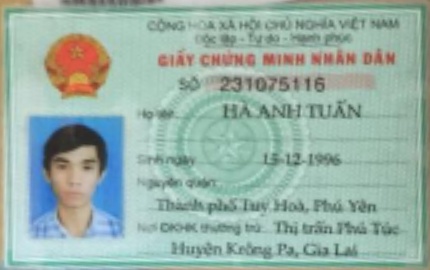 CỘNG HÒA XÃ HỘI CHỦ NGHĨA VIỆT NAM
Độc lập - Tự do - Hạnh phúc
GIẤY CHỨNG MINH NHÂN DÂN
SỐ 231075116
Họ tên: HÀ ANH TUẤN
Sinh ngày: 15-12-1996
Nguyên quán:
Thành phố Tuy Hoà, Phú Yên
Nơi ĐKHK thường trú: Thị trấn Phú Túc
Huyện Krông Pa, Gia Lai